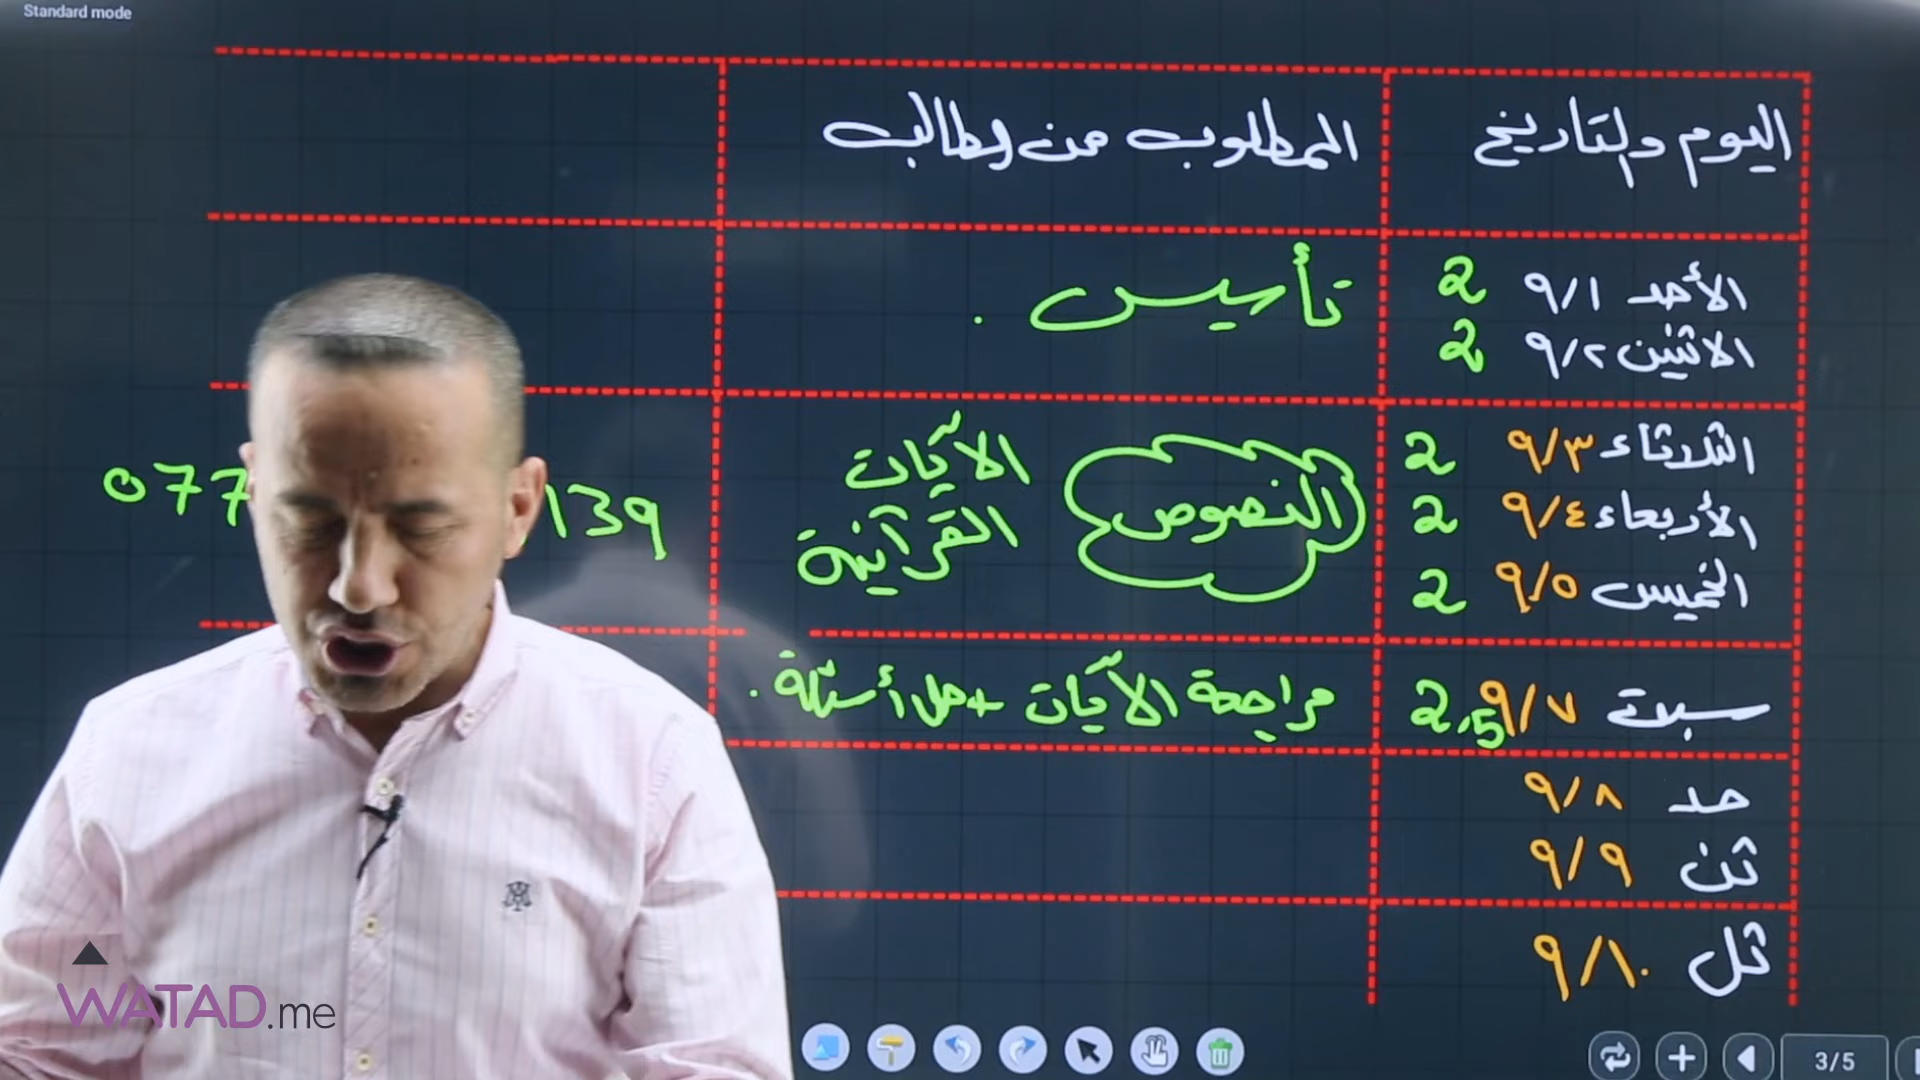 Standard mode
اليوم والتاريخ
المطلوب من الطالب
الأحد ٩/١ 2
الاثنين ٩/٢ 2
تأسيس .
الثلاثاء ٩/٣ 2
الأربعاء ٩/٤ 2
الخميس ٩/٥ 2
النصوص
الآيات
القرآنية
077
139
سبت ٩/٧ 2,5
مراجعة الآيات + حل أسئلة .
حد ٩/٨
ثن ٩/٩
ثل ٩/١٠
WATAD.me
3/5